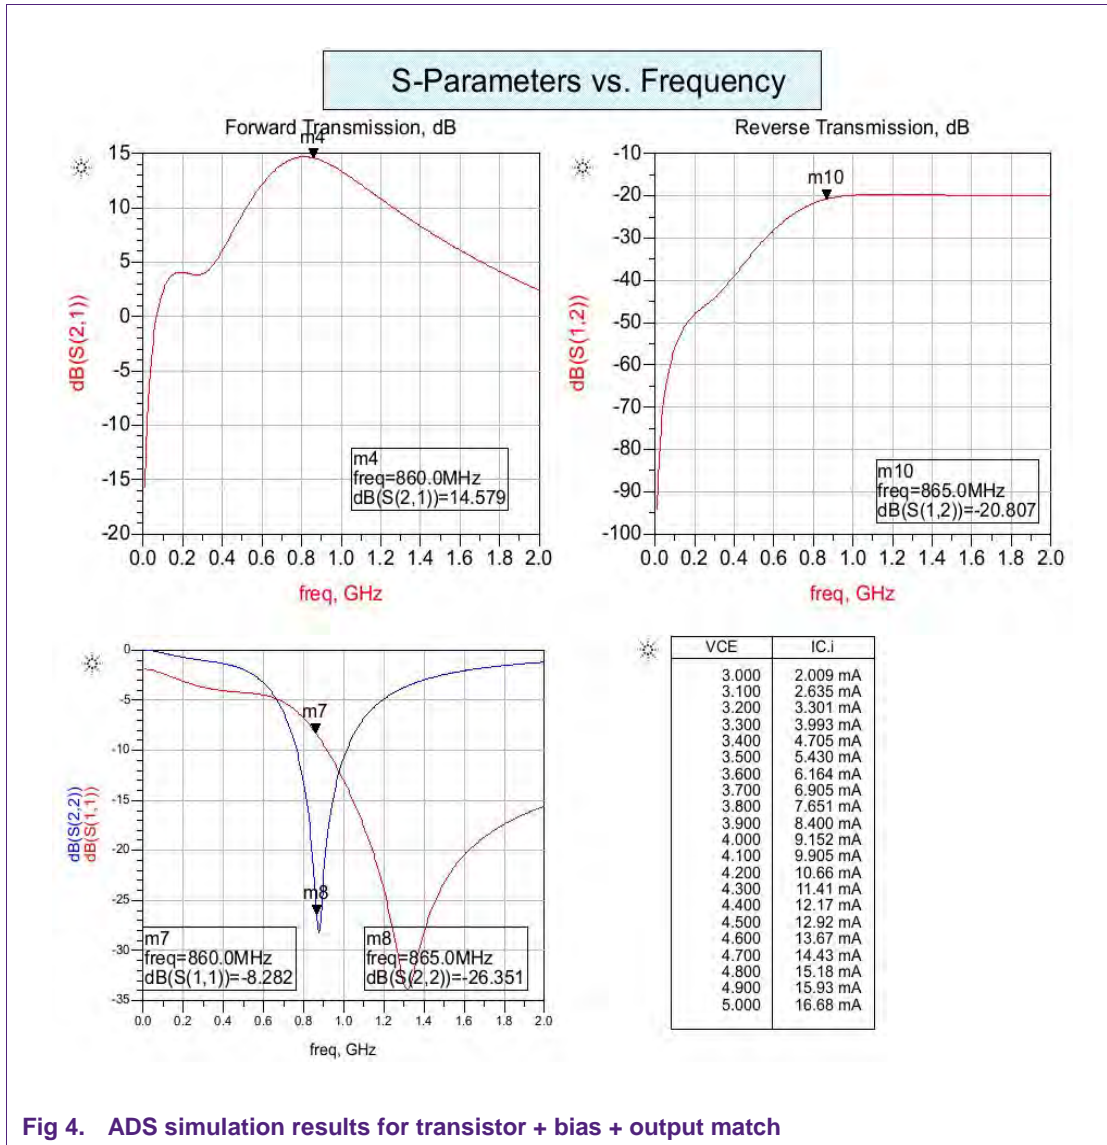 S-Parameters vs. Frequency
Forward Transmission, dB
m4
15
10
5
0
-5
-10
-15
-20
dB(S(2,1))
m4
freq=860.0MHz
dB(S(2,1))=14.579
0.0 0.2 0.4 0.6 0.8 1.0 1.2 1.4 1.6 1.8 2.0
freq, GHz
Reverse Transmission, dB
m10
-10
-20
-30
-40
-50
-60
-70
-80
-90
-100
dB(S(1,2))
m10
freq=865.0MHz
dB(S(1,2))=-20.807
0.0 0.2 0.4 0.6 0.8 1.0 1.2 1.4 1.6 1.8 2.0
freq, GHz
0
-5
-10
-15
-20
-25
-30
-35
dB(S(2,2))
dB(S(1,1))
m7
m8
m7
freq=860.0MHz
dB(S(1,1))=-8.282
m8
freq=865.0MHz
dB(S(2,2))=-26.351
0.0 0.2 0.4 0.6 0.8 1.0 1.2 1.4 1.6 1.8 2.0
freq, GHz
VCE IC.i
3.000 2.009 mA
3.100 2.635 mA
3.200 3.301 mA
3.300 3.993 mA
3.400 4.705 mA
3.500 5.430 mA
3.600 6.164 mA
3.700 6.905 mA
3.800 7.651 mA
3.900 8.400 mA
4.000 9.152 mA
4.100 9.905 mA
4.200 10.66 mA
4.300 11.41 mA
4.400 12.17 mA
4.500 12.92 mA
4.600 13.67 mA
4.700 14.43 mA
4.800 15.18 mA
4.900 15.93 mA
5.000 16.68 mA
Fig 4. ADS simulation results for transistor + bias + output match